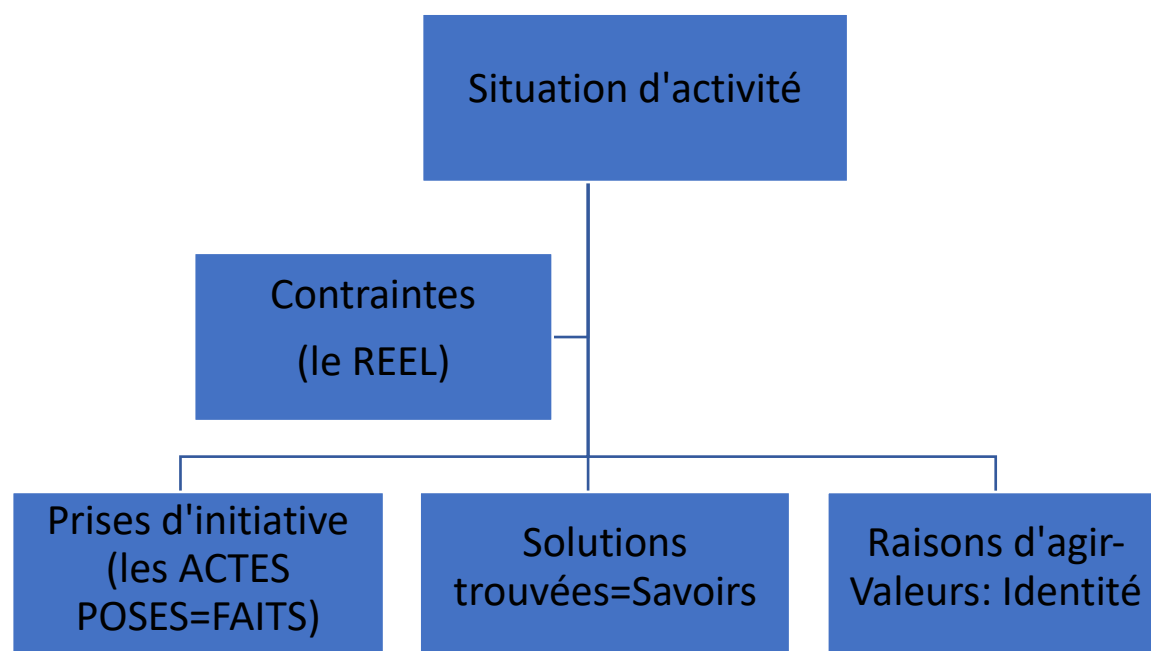 Situation d'activité
Contraintes
(le REEL)
Prises d'initiative
(les ACTES
POSES=FAITS)
Solutions
trouvées=Savoirs
Raisons d'agir-
Valeurs: Identité